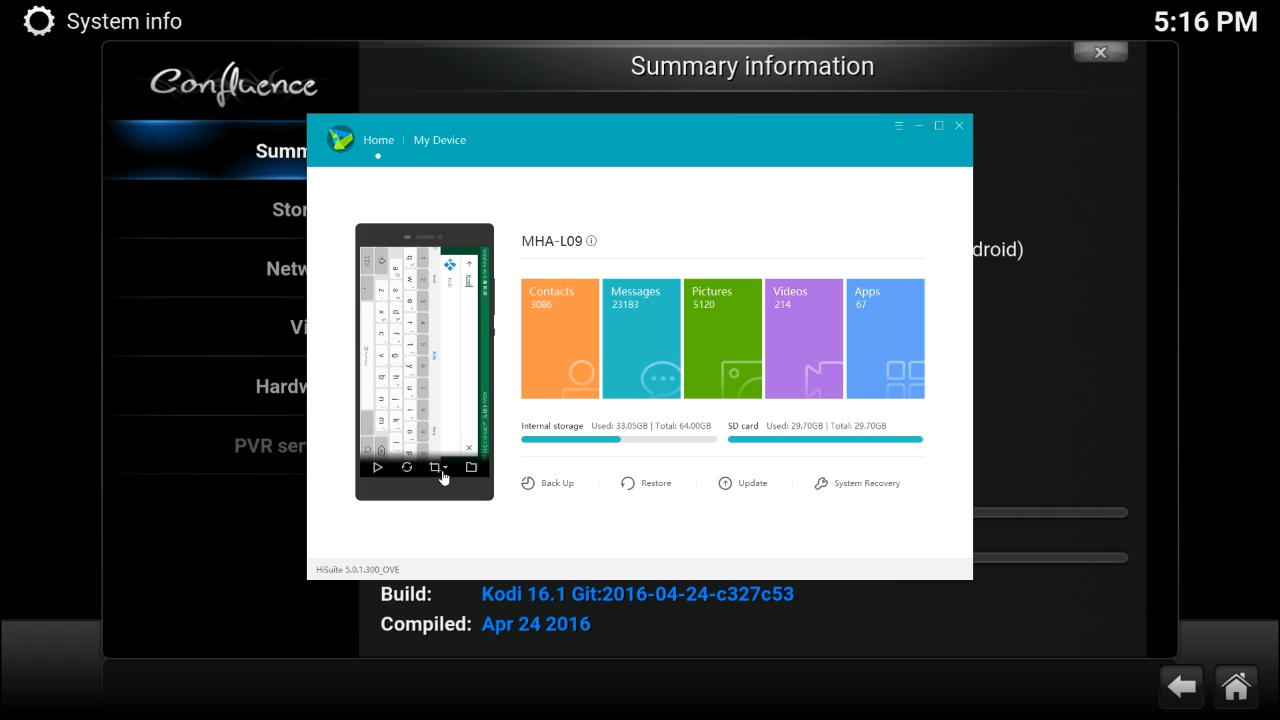 System info
5:16 PM
Confluence
Summary information
Home | My Device
Summ
Stor
Netw
Vi
Hardw
PVR ser
droid)
MHA-L09
Contacts
3086
Messages
23183
Pictures
5120
Videos
214
Apps
67
Internal storage Used: 33.05GB | Total: 64.00GB
SD card Used: 29.70GB | Total: 29.70GB
Back Up
Restore
Update
System Recovery
HiSuite 5.0.1.300_OVE
Build: Kodi 16.1 Git:2016-04-24-c327c53
Compiled: Apr 24 2016